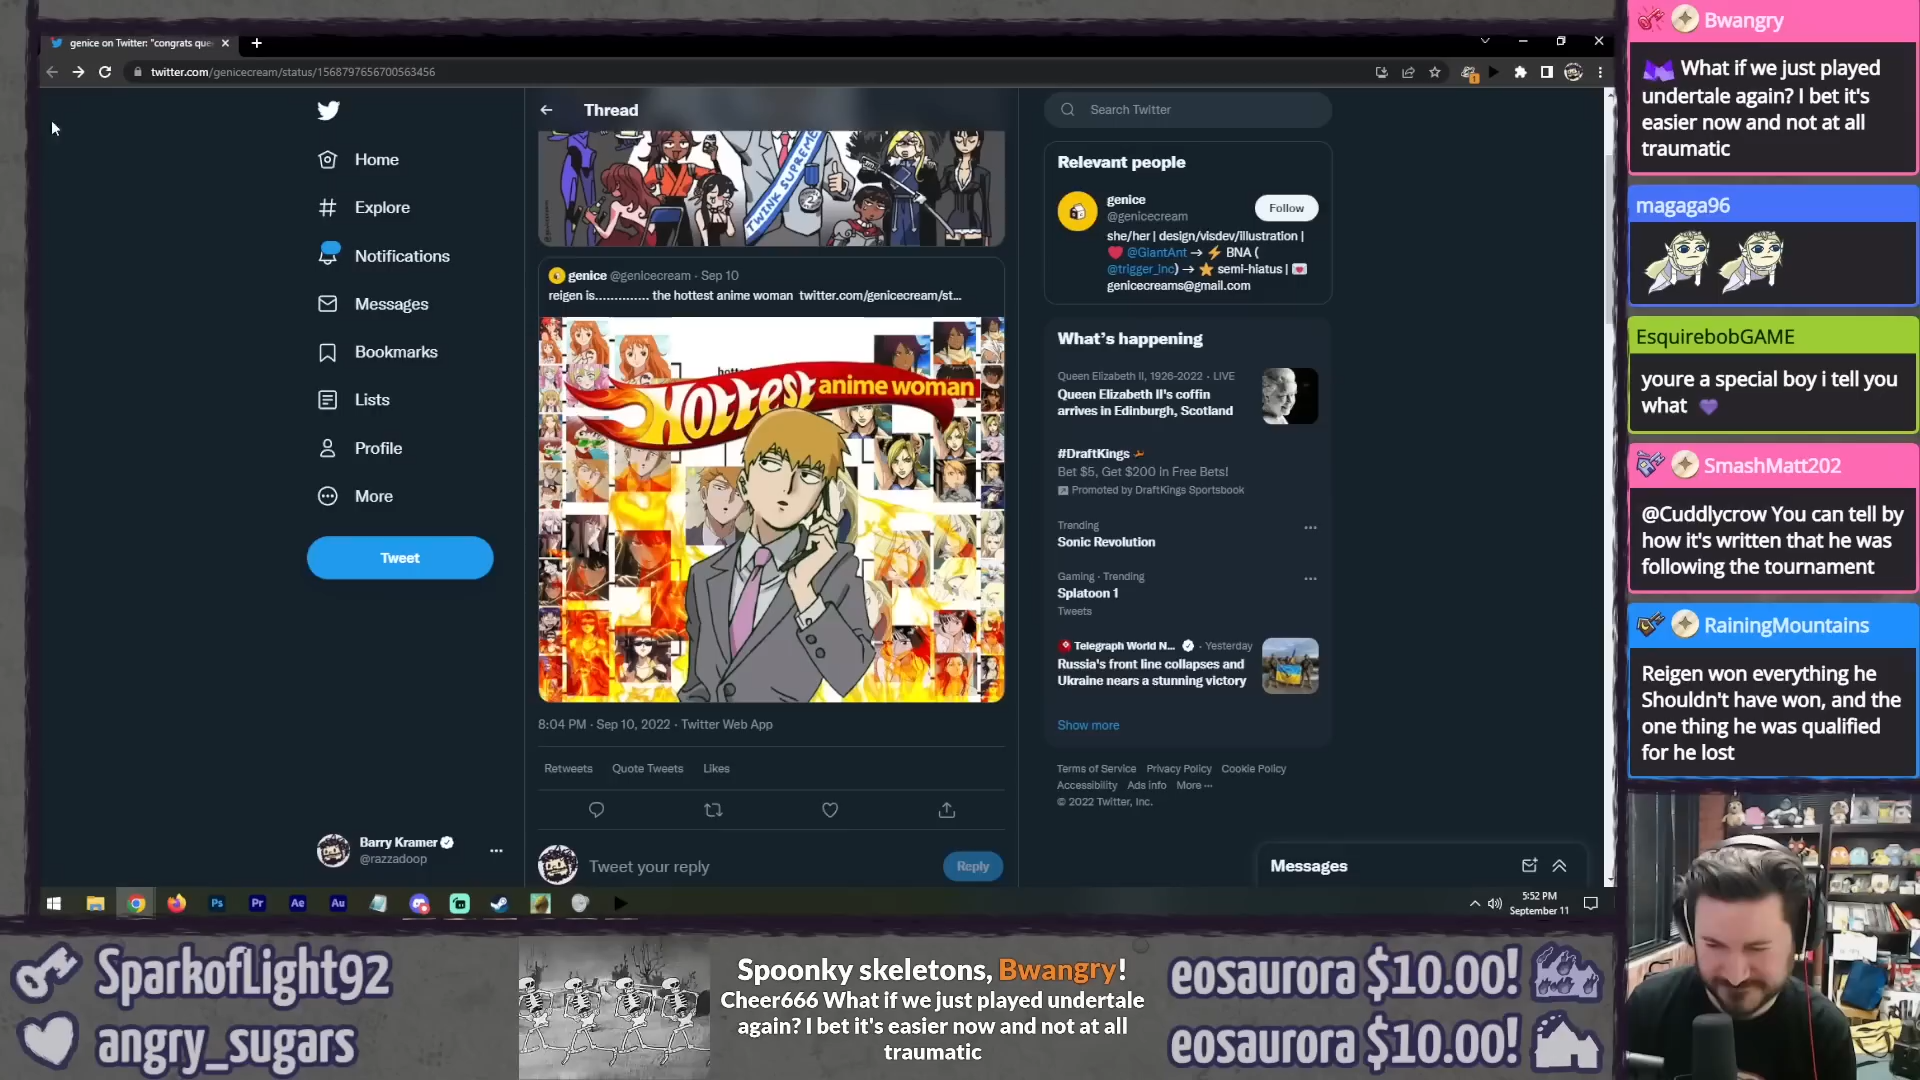 genice on Twitter: "congrats que
twitter.com/genicecream/status/1568797656700563456
Home
Explore
Notifications
Messages
Bookmarks
Lists
Profile
More
Tweet
Barry Kramer
@razzadoop
Thread
TWINK SUPREME
2
genice @genicecream · Sep 10
reigen is.............. the hottest anime woman twitter.com/genicecream/st...
Hottest anime woman
8:04 PM · Sep 10, 2022 · Twitter Web App
Retweets Quote Tweets Likes
Tweet your reply
Reply
Search Twitter
Relevant people
genice
@genicecream
Follow
she/her | design/visdev/illustration |
@GiantAnt → ⚡ BNA (
@trigger_inc) → ⭐ semi-hiatus | 💌
genicecreams@gmail.com
What's happening
Queen Elizabeth II, 1926-2022 · LIVE
Queen Elizabeth II's coffin
arrives in Edinburgh, Scotland
#DraftKings
Bet $5, Get $200 In Free Bets!
Promoted by DraftKings Sportsbook
Trending
Sonic Revolution
Gaming · Trending
Splatoon 1
Tweets
Telegraph World N... · Yesterday
Russia's front line collapses and
Ukraine nears a stunning victory
Show more
Terms of Service Privacy Policy Cookie Policy
Accessibility Ads info More ···
© 2022 Twitter, Inc.
Messages
Ps Pr Ae Au
5:52 PM
September 11
Bwangry
What if we just played
undertale again? I bet it's
easier now and not at all
traumatic
magaga96
EsquirebobGAME
youre a special boy i tell you
what 💜
SmashMatt202
@Cuddlycrow You can tell by
how it's written that he was
following the tournament
RainingMountains
Reigen won everything he
Shouldn't have won, and the
one thing he was qualified
for he lost
SparkofLight92
angry_sugars
Spoonky skeletons, Bwangry!
Cheer666 What if we just played undertale
again? I bet it's easier now and not at all
traumatic
eosaurora $10.00!
eosaurora $10.00!